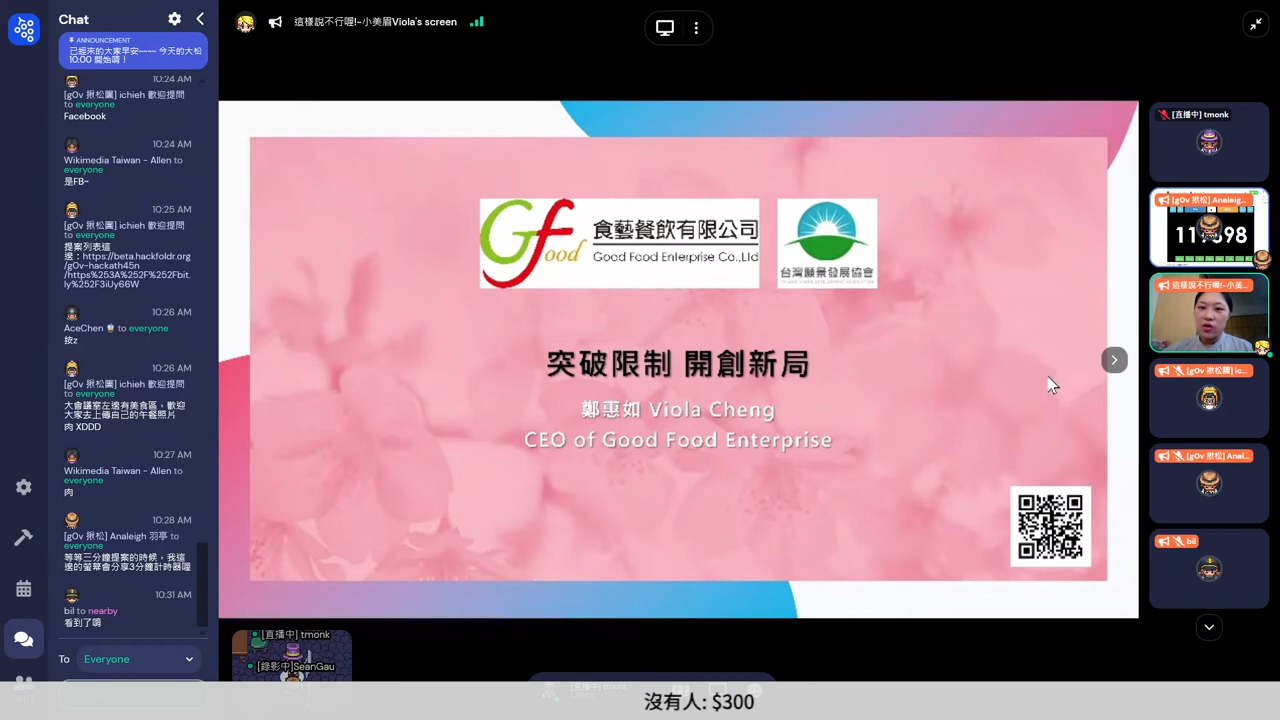 Chat
ANNOUNCEMENT
已經來的大家早安~~~~ 今天的大松
10:00 開始唷！
10:24 AM
[g0v 揪松團] ichieh 歡迎提問
to everyone
Facebook
10:24 AM
Wikimedia Taiwan - Allen to
everyone
是FB~
10:25 AM
[g0v 揪松團] ichieh 歡迎提問
to everyone
提案列表這
邊：https://beta.hackfoldr.org
/g0v-hackath45n
/https%253A%252F%252Fbit.
ly%252F3iUy66W
10:26 AM
AceChen to everyone
按z
10:26 AM
[g0v 揪松團] ichieh 歡迎提問
to everyone
大會議室左邊有美食區，歡迎
大家去上傳自己的午餐照片
肉 XDDD
10:27 AM
Wikimedia Taiwan - Allen to
everyone
肉
10:28 AM
[g0v 揪松] Analeigh 羽亭 to
everyone
等等三分鐘提案的時候，我這
邊的螢幕會分享3分鐘計時器喔
10:31 AM
bil to nearby
看到了唷
To Everyone
這樣說不行喔!-小美眉Viola's screen
Gfood 食藝餐飲有限公司
Good Food Enterprise Co.,Ltd
台灣願景發展協會
突破限制 開創新局
鄭惠如 Viola Cheng
CEO of Good Food Enterprise
[直播中] tmonk
[g0v 揪松] Analeig...
這樣說不行喔!-小美...
[g0v 揪松團] ic...
[g0v 揪松] Anal...
bil
[直播中] tmonk
[錄影中]SeanGau
沒有人: $300